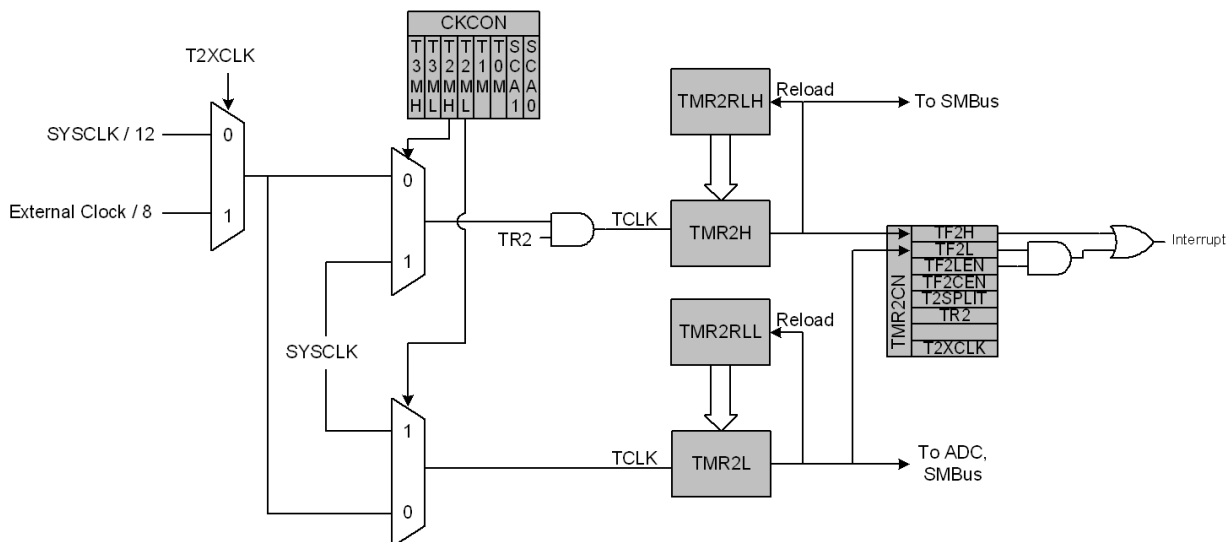 CKCON
T3MH
T3ML
T2MH
T2ML
T1M
T0M
SCA1
SCA0
T2XCLK
SYSCLK / 12
0
External Clock / 8
1
0
1
TR2
TCLK
TMR2RLH
Reload
To SMBus
TMR2H
TMR2CN
TF2H
TF2L
TF2LEN
TF2CEN
T2SPLIT
TR2
T2XCLK
Interrupt
SYSCLK
1
0
TCLK
TMR2RLL
Reload
TMR2L
To ADC,
SMBus